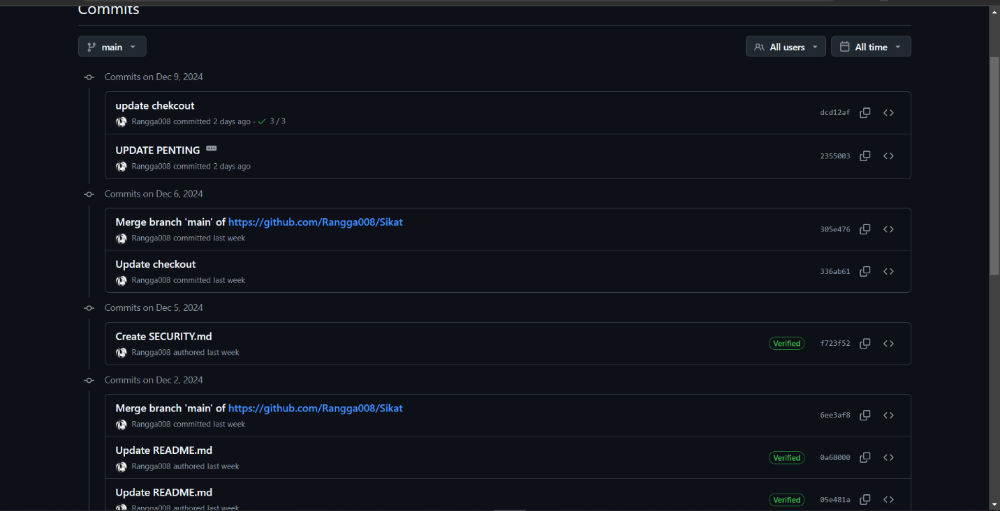 Commits
main
All users
All time
Commits on Dec 9, 2024
update chekcout
Rangga008 committed 2 days ago · 3 / 3
dcd12af
UPDATE PENTING
Rangga008 committed 2 days ago
2355003
Commits on Dec 6, 2024
Merge branch 'main' of https://github.com/Rangga008/Sikat
Rangga008 committed last week
305e476
Update checkout
Rangga008 committed last week
336ab61
Commits on Dec 5, 2024
Create SECURITY.md
Rangga008 authored last week
Verified
f723f52
Commits on Dec 2, 2024
Merge branch 'main' of https://github.com/Rangga008/Sikat
Rangga008 committed last week
6ee3af8
Update README.md
Rangga008 authored last week
Verified
0a68000
Update README.md
Rangga008 authored last week
Verified
05e481a